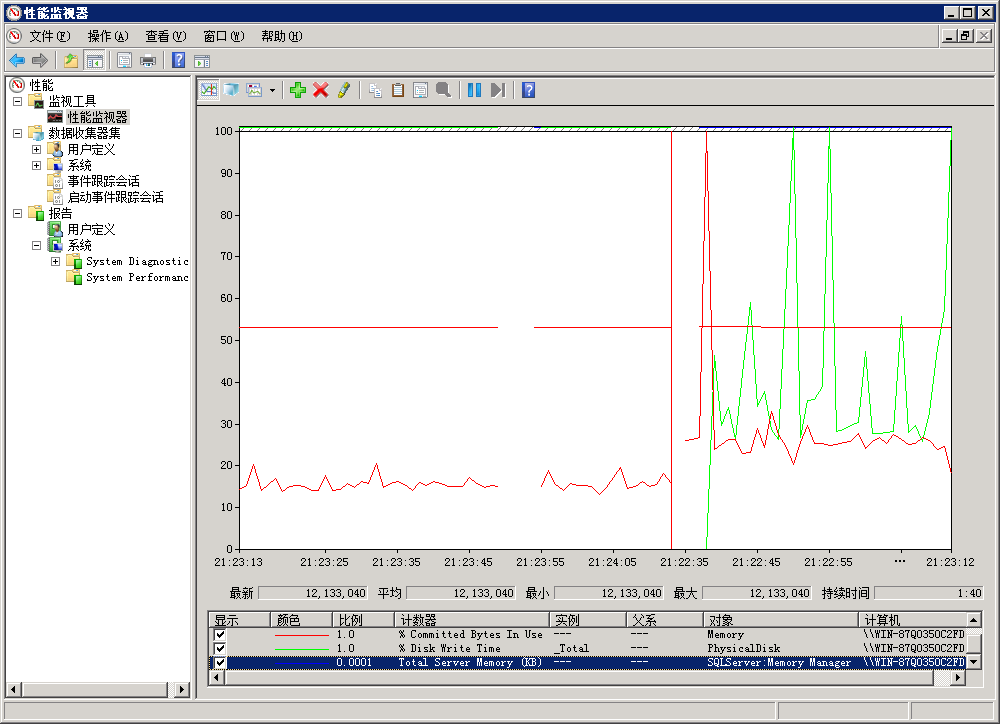 性能监视器
文件(F) 操作(A) 查看(V) 窗口(W) 帮助(H)
性能
监视工具
性能监视器
数据收集器集
用户定义
系统
事件跟踪会话
启动事件跟踪会话
报告
用户定义
系统
System Diagnostic
System Performanc
100
90
80
70
60
50
40
30
20
10
0
21:23:13 21:23:25 21:23:35 21:23:45 21:23:55 21:24:05 21:22:35 21:22:45 21:22:55 ... 21:23:12
最新 12,133,040 平均 12,133,040 最小 12,133,040 最大 12,133,040 持续时间 1:40
显示 颜色 比例 计数器 实例 父系 对象 计算机
1.0 % Committed Bytes In Use --- --- Memory \\WIN-87Q0350C2FD
1.0 % Disk Write Time _Total --- PhysicalDisk \\WIN-87Q0350C2FD
0.0001 Total Server Memory (KB) --- --- SQLServer:Memory Manager \\WIN-87Q0350C2FD